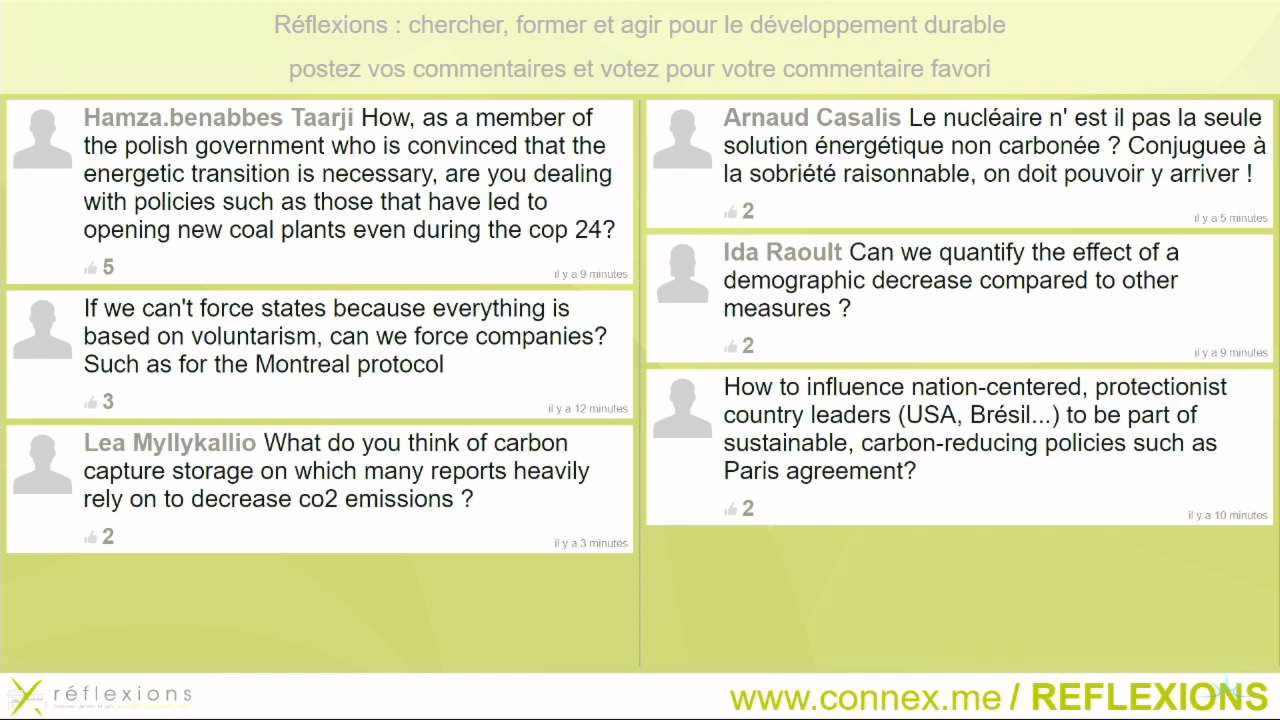 Réflexions : chercher, former et agir pour le développement durable
postez vos commentaires et votez pour votre commentaire favori
Hamza.benabbes Taarji How, as a member of
the polish government who is convinced that the
energetic transition is necessary, are you dealing
with policies such as those that have led to
opening new coal plants even during the cop 24?
5
il y a 9 minutes
If we can't force states because everything is
based on voluntarism, can we force companies?
Such as for the Montreal protocol
3
il y a 12 minutes
Lea Myllykallio What do you think of carbon
capture storage on which many reports heavily
rely on to decrease co2 emissions ?
2
il y a 3 minutes
Arnaud Casalis Le nucléaire n' est il pas la seule
solution énergétique non carbonée ? Conjuguee à
la sobriété raisonnable, on doit pouvoir y arriver !
2
il y a 5 minutes
Ida Raoult Can we quantify the effect of a
demographic decrease compared to other
measures ?
2
il y a 9 minutes
How to influence nation-centered, protectionist
country leaders (USA, Brésil...) to be part of
sustainable, carbon-reducing policies such as
Paris agreement?
2
il y a 10 minutes
réflexions
www.connex.me / REFLEXIONS